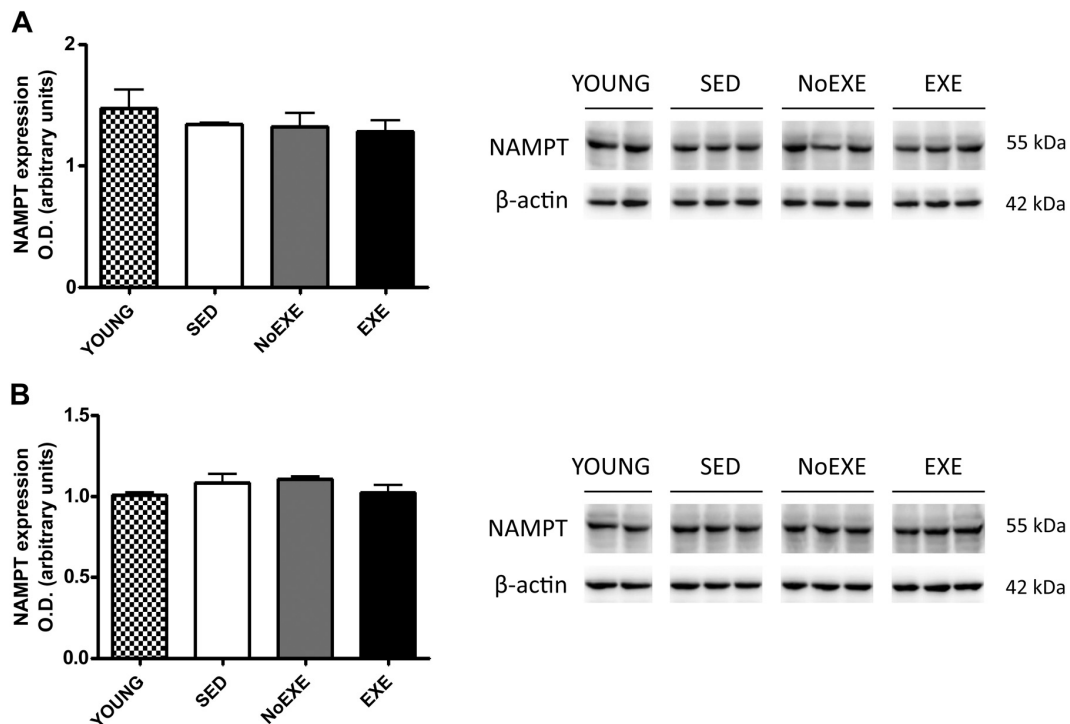 A
NAMPT expression
O.D. (arbitrary units)
2
1
0
YOUNG
SED
NoEXE
EXE
YOUNG SED NoEXE EXE
NAMPT 55 kDa
β-actin 42 kDa
B
NAMPT expression
O.D. (arbitrary units)
1.5
1.0
0.5
0.0
YOUNG
SED
NoEXE
EXE
YOUNG SED NoEXE EXE
NAMPT 55 kDa
β-actin 42 kDa